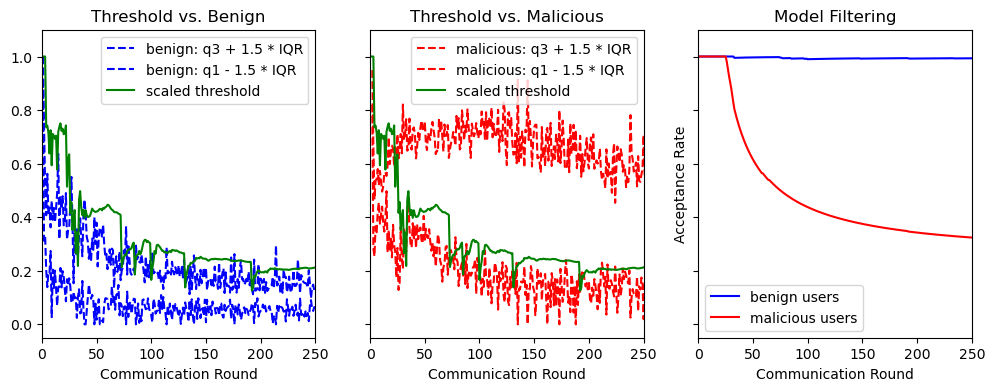 Threshold vs. Benign
benign: q3 + 1.5 * IQR
benign: q1 - 1.5 * IQR
scaled threshold
1.0
0.8
0.6
0.4
0.2
0.0
0 50 100 150 200 250
Communication Round
Threshold vs. Malicious
malicious: q3 + 1.5 * IQR
malicious: q1 - 1.5 * IQR
scaled threshold
0 50 100 150 200 250
Communication Round
Model Filtering
Acceptance Rate
benign users
malicious users
0 50 100 150 200 250
Communication Round